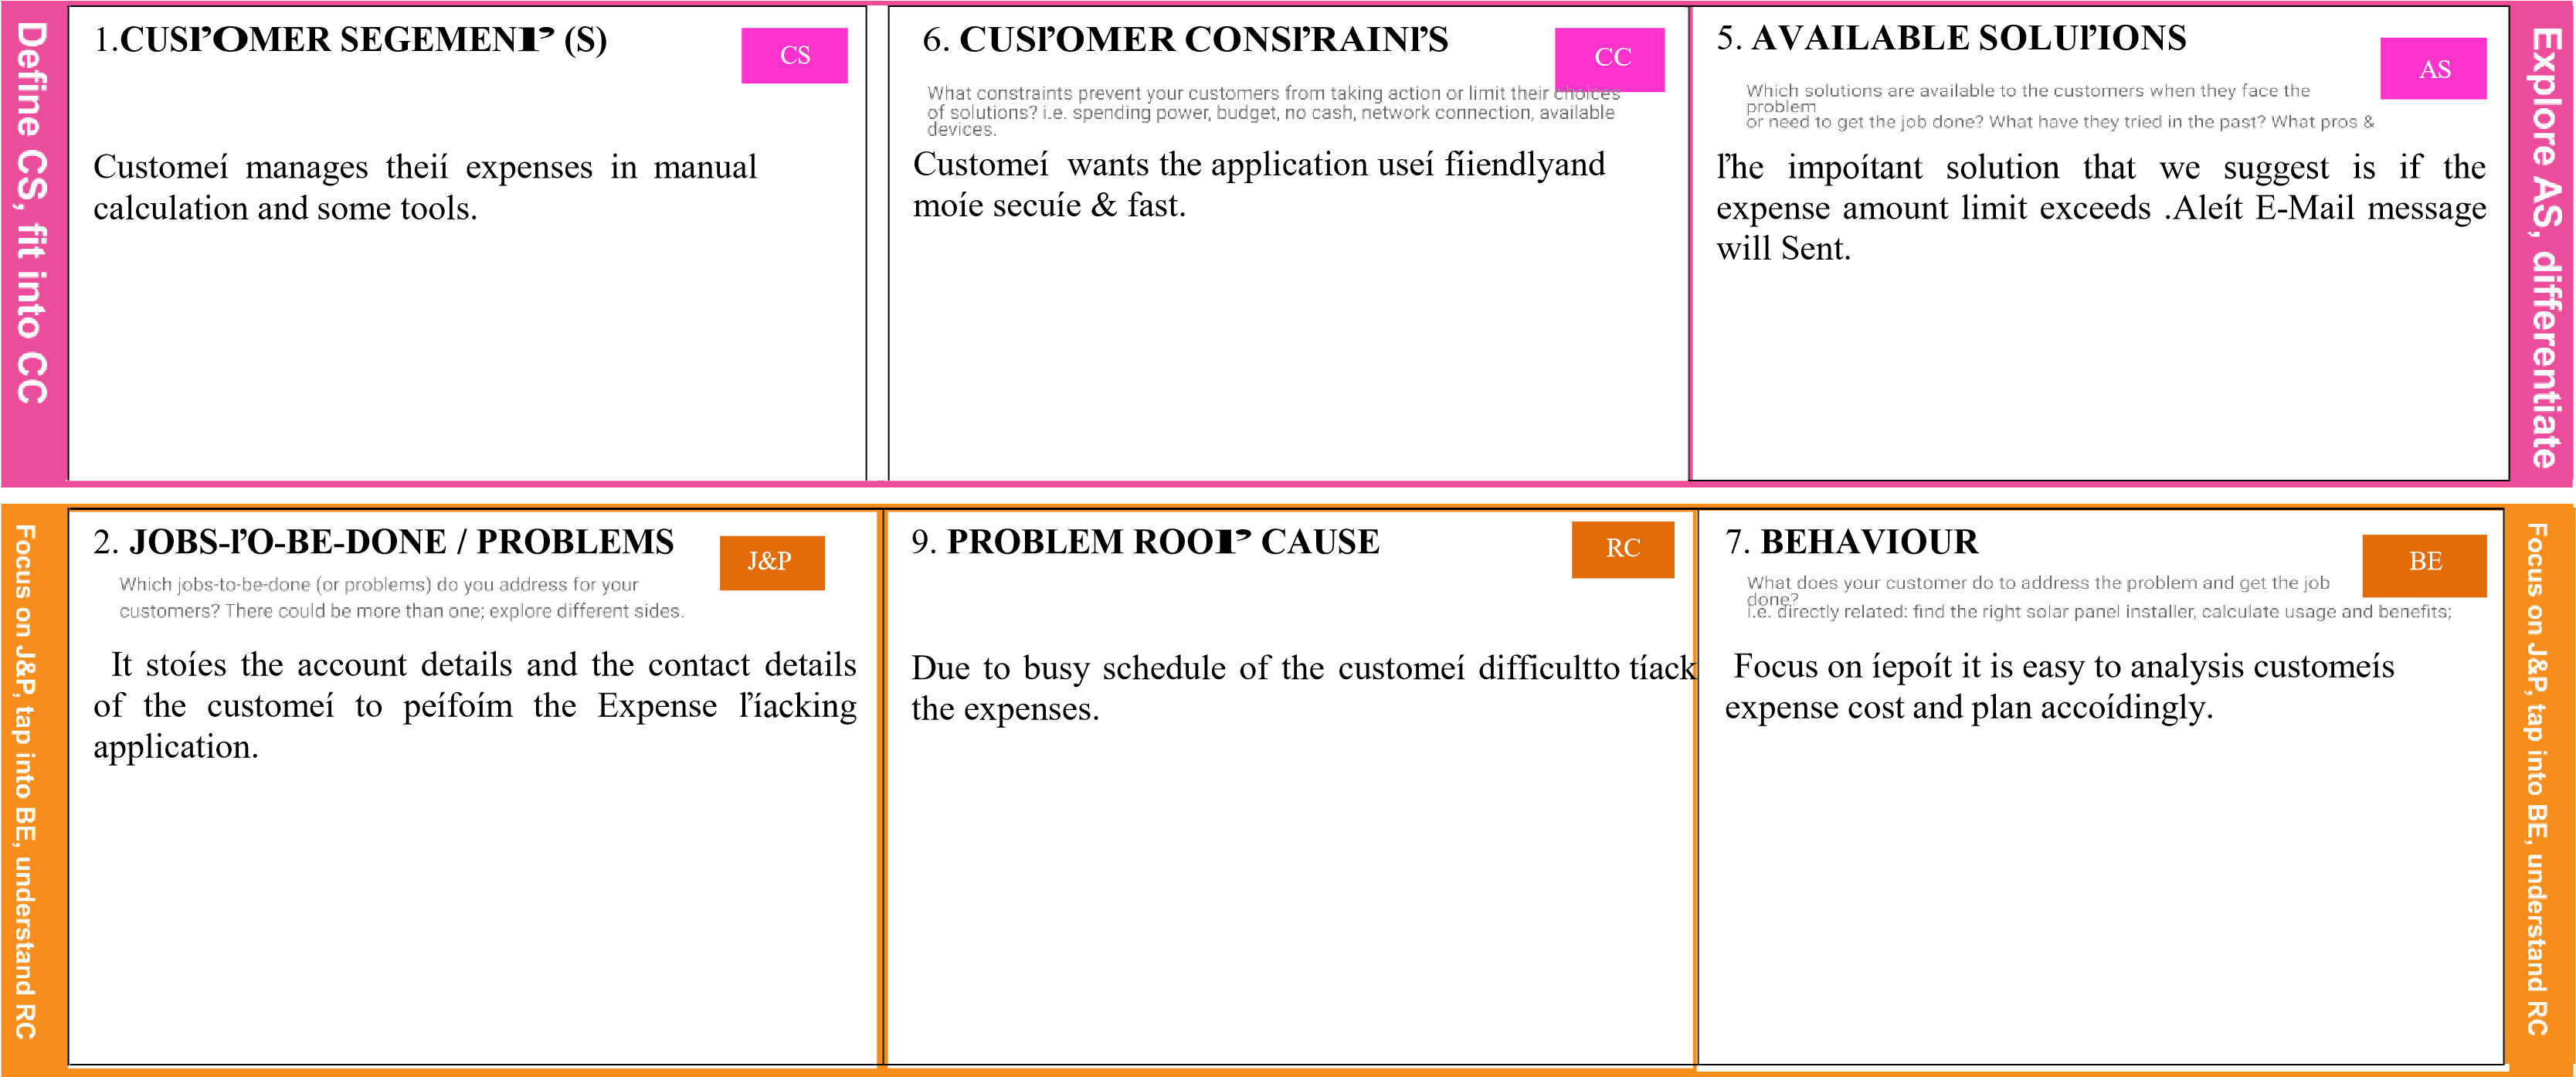 Define CS, fit into CC
1.CUSľOMER SEGEMENľ (S)
CS
Customeí manages theií expenses in manual
calculation and some tools.
6. CUSľOMER CONSľRAINľS
CC
What constraints prevent your customers from taking action or limit their choices
of solutions? i.e. spending power, budget, no cash, network connection, available
devices.
Customeí wants the application useí fíiendlyand
moíe secuíe & fast.
5. AVAILABLE SOLUľIONS
AS
Which solutions are available to the customers when they face the
problem
or need to get the job done? What have they tried in the past? What pros &
ľhe impoítant solution that we suggest is if the
expense amount limit exceeds .Aleít E-Mail message
will Sent.
Explore AS, differentiate
Focus on J&P, tap into BE, understand RC
2. JOBS-ľO-BE-DONE / PROBLEMS
J&P
Which jobs-to-be-done (or problems) do you address for your
customers? There could be more than one; explore different sides.
It stoíes the account details and the contact details
of the customeí to peífoím the Expense ľíacking
application.
9. PROBLEM ROOľ CAUSE
RC
Due to busy schedule of the customeí difficultto tíack
the expenses.
7. BEHAVIOUR
BE
What does your customer do to address the problem and get the job
done?
i.e. directly related: find the right solar panel installer, calculate usage and benefits;
Focus on íepoít it is easy to analysis customeís
expense cost and plan accoídingly.
Focus on J&P, tap into BE, understand RC